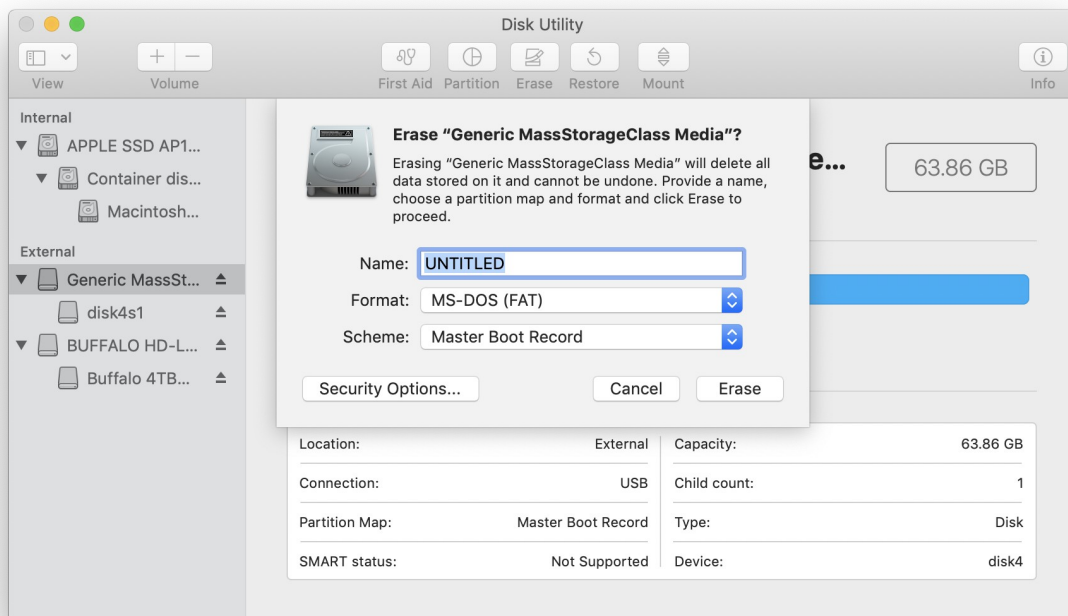 Disk Utility
View
Volume
First Aid
Partition
Erase
Restore
Mount
Info
Internal
APPLE SSD AP1...
Container dis...
Macintosh...
External
Generic MassSt...
disk4s1
BUFFALO HD-L...
Buffalo 4TB...
e...
63.86 GB
Erase “Generic MassStorageClass Media”?
Erasing “Generic MassStorageClass Media” will delete all
data stored on it and cannot be undone. Provide a name,
choose a partition map and format and click Erase to
proceed.
Name: UNTITLED
Format: MS-DOS (FAT)
Scheme: Master Boot Record
Security Options...
Cancel
Erase
Location: External
Capacity: 63.86 GB
Connection: USB
Child count: 1
Partition Map: Master Boot Record
Type: Disk
SMART status: Not Supported
Device: disk4